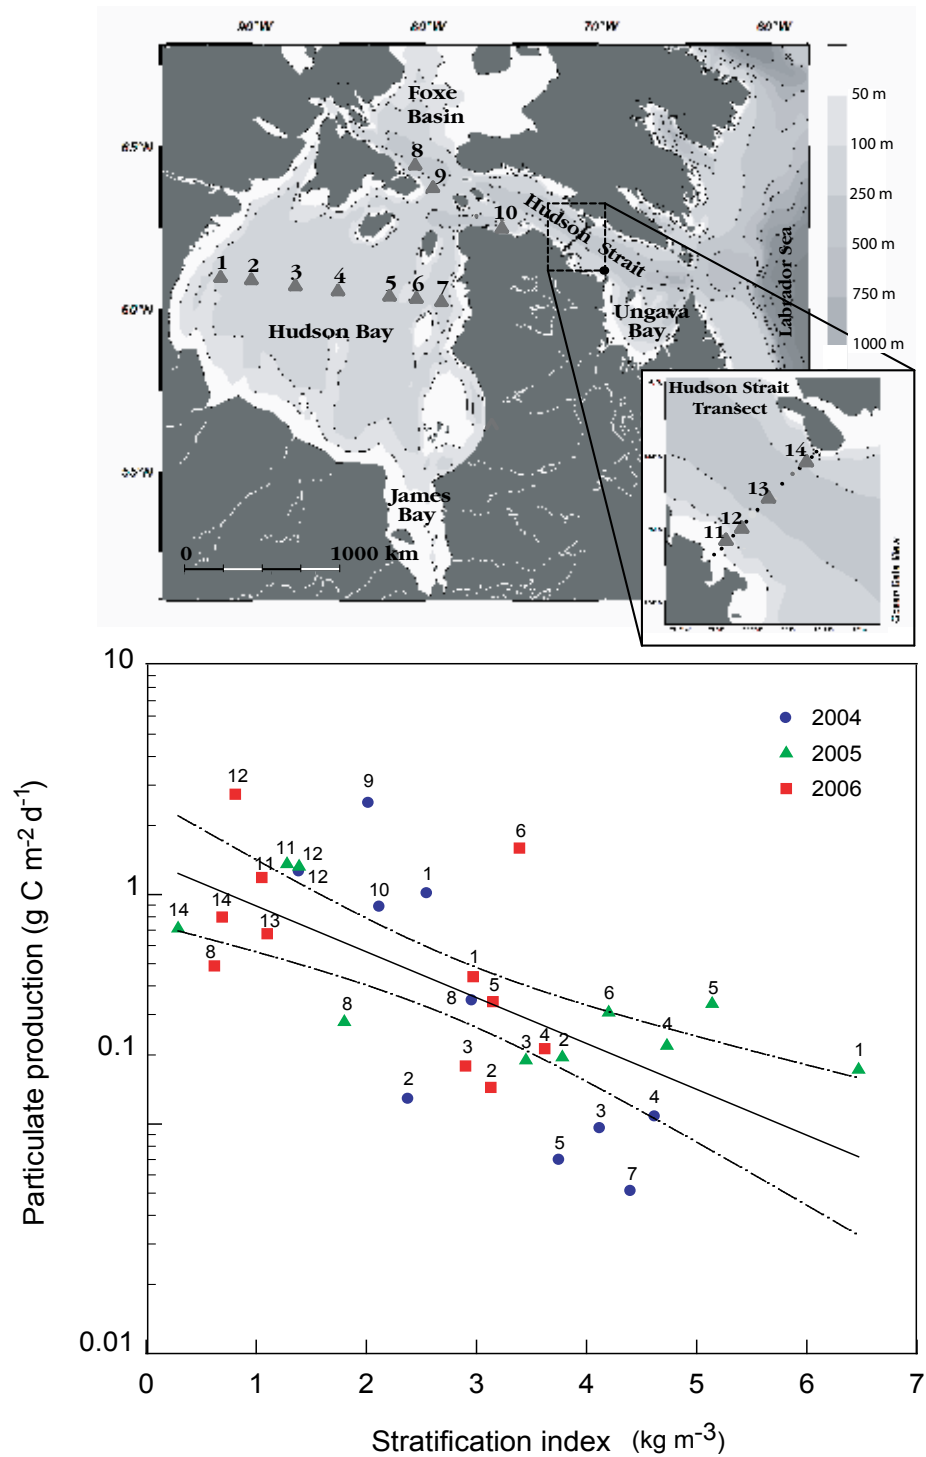 90°W 80°W 70°W 60°W
Foxe
Basin
50 m
100 m
65°W
8
9
250 m
10
Hudson Strait
500 m
1 2 3 4 5 6 7
750 m
60°W
Ungava
Bay
Labrador Sea
Hudson Bay
1000 m
Hudson Strait
Transect
14
55°W
13
James
Bay
12
11
0 1000 km
10
2004
2005
2006
12
9
6
11 12
12
11
1
1
10
14
14
13
8
1
5
8
6
5
8
4
1
3
4
2
3
0.1
2
2
4
3
5
7
0.01
0 1 2 3 4 5 6 7
Particulate production (g C m-2 d-1)
Stratification index (kg m-3)